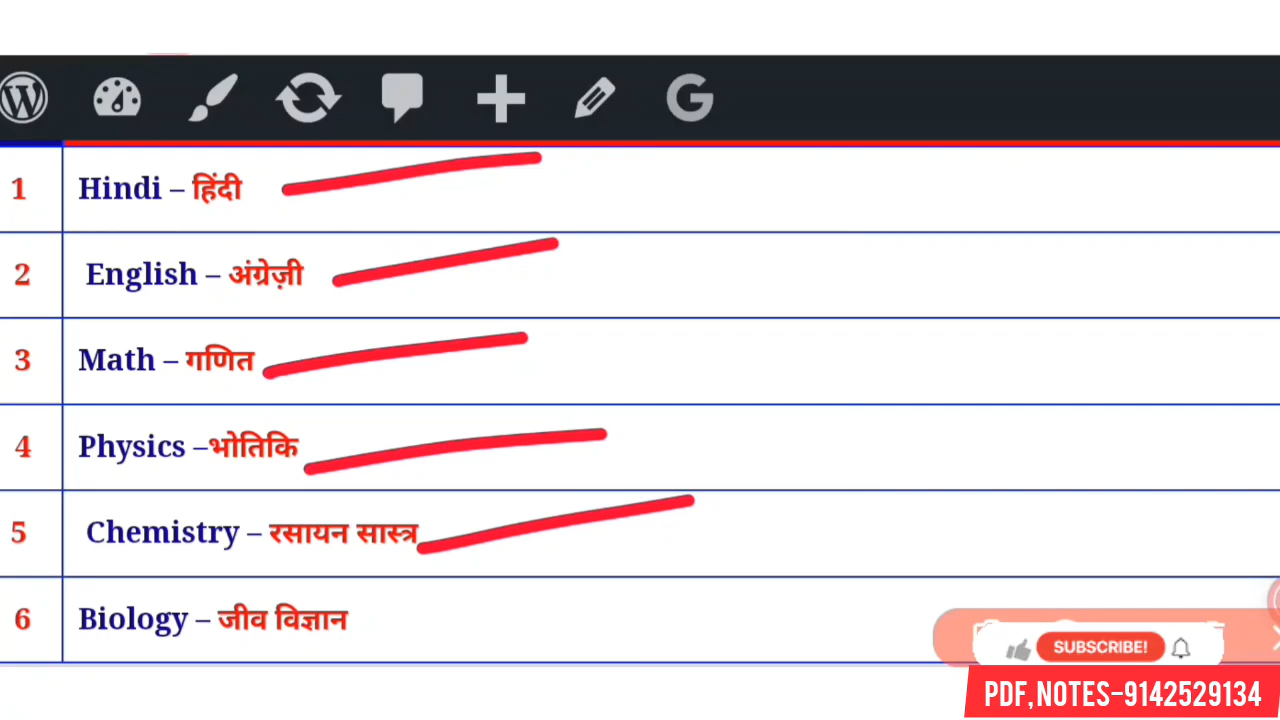 1 Hindi – हिंदी
2 English – अंग्रेज़ी
3 Math – गणित
4 Physics –भोतिकि
5 Chemistry – रसायन सास्त्र
6 Biology – जीव विज्ञान
SUBSCRIBE!
PDF,NOTES-9142529134